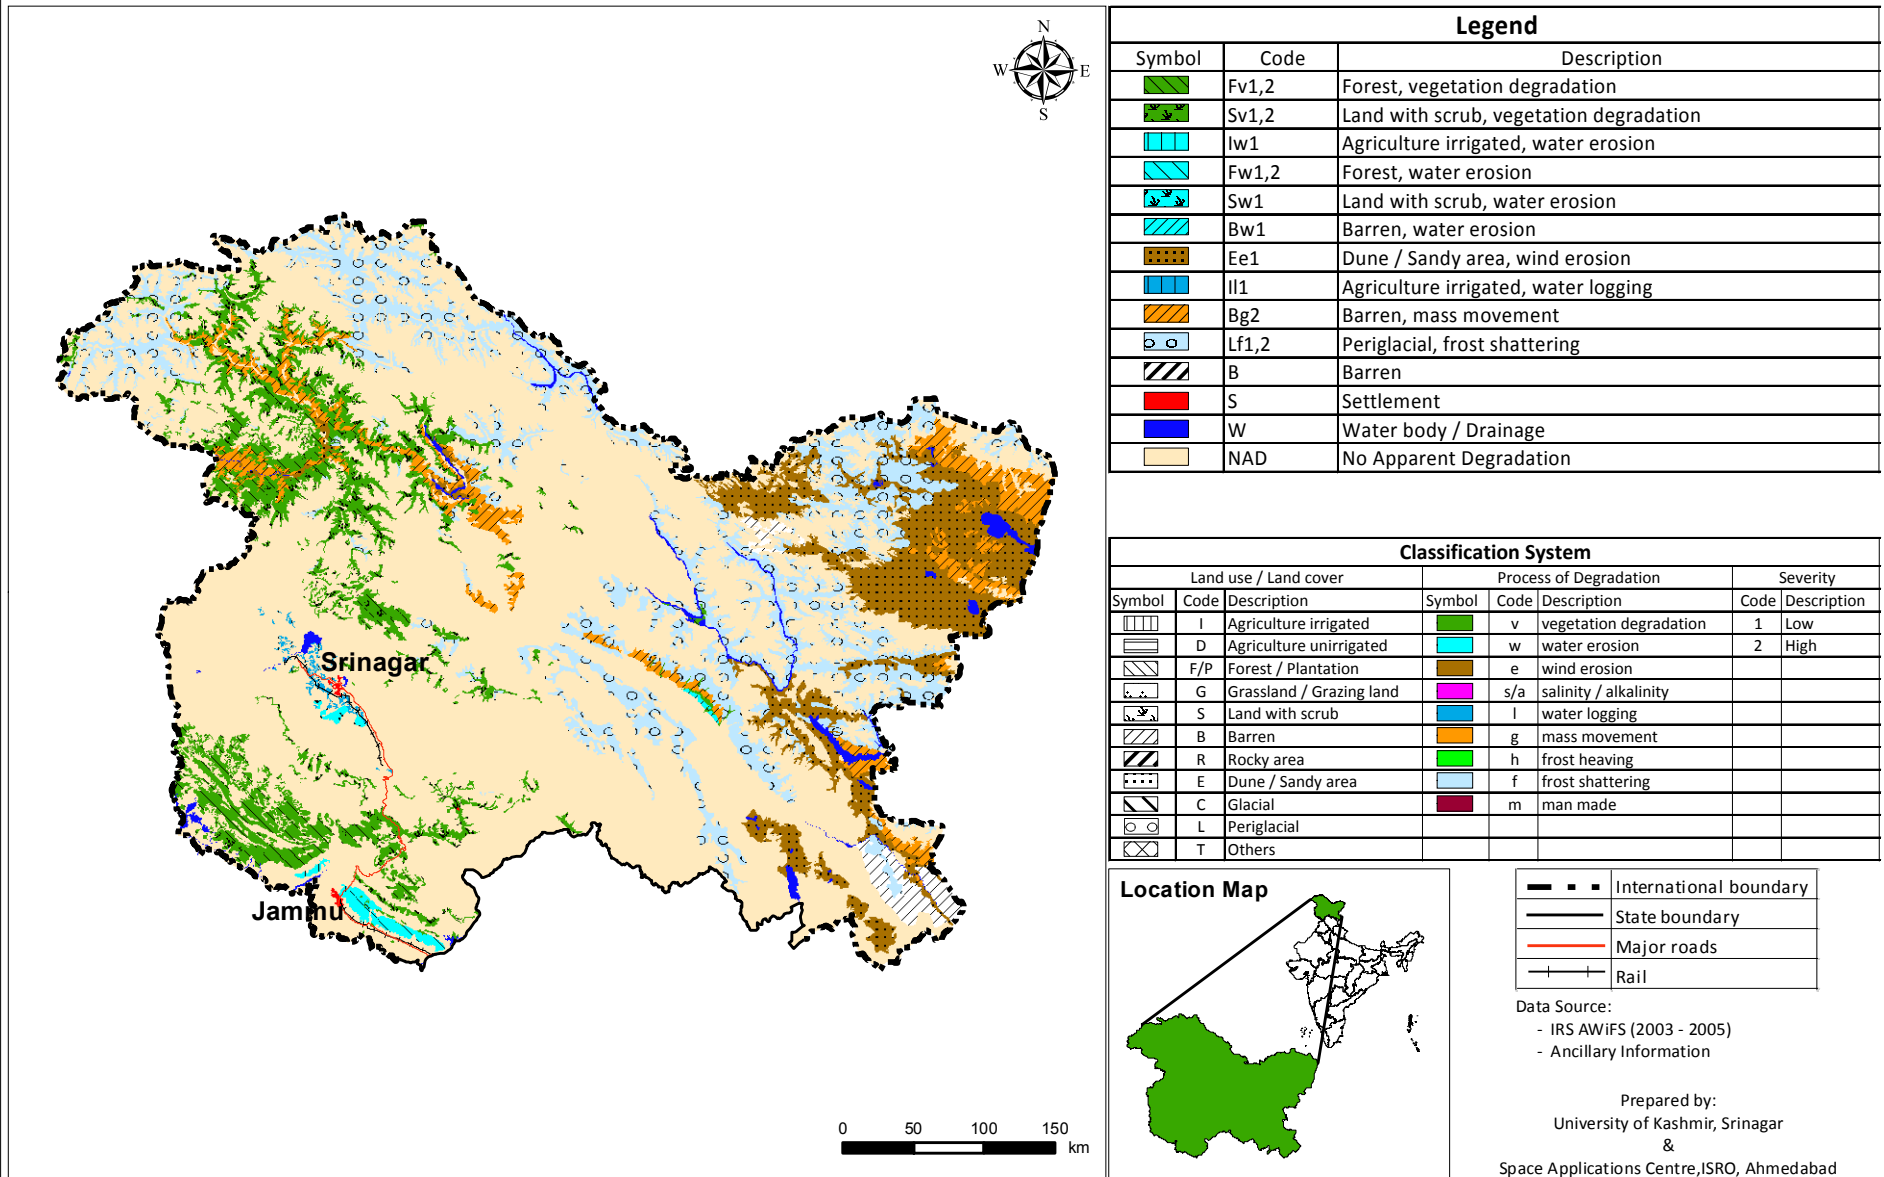 N
W E
S
Srinagar
Jammu
0 50 100 150
km
Legend
Symbol Code Description
Fv1,2 Forest, vegetation degradation
Sv1,2 Land with scrub, vegetation degradation
Iw1 Agriculture irrigated, water erosion
Fw1,2 Forest, water erosion
Sw1 Land with scrub, water erosion
Bw1 Barren, water erosion
Ee1 Dune / Sandy area, wind erosion
Il1 Agriculture irrigated, water logging
Bg2 Barren, mass movement
Lf1,2 Periglacial, frost shattering
B Barren
S Settlement
W Water body / Drainage
NAD No Apparent Degradation
Classification System
Land use / Land cover Process of Degradation Severity
Symbol Code Description Symbol Code Description Code Description
I Agriculture irrigated v vegetation degradation 1 Low
D Agriculture unirrigated w water erosion 2 High
F/P Forest / Plantation e wind erosion
G Grassland / Grazing land s/a salinity / alkalinity
S Land with scrub l water logging
B Barren g mass movement
R Rocky area h frost heaving
E Dune / Sandy area f frost shattering
C Glacial m man made
L Periglacial
T Others
Location Map
International boundary
State boundary
Major roads
Rail
Data Source:
- IRS AWiFS (2003 - 2005)
- Ancillary Information
Prepared by:
University of Kashmir, Srinagar
&
Space Applications Centre,ISRO, Ahmedabad